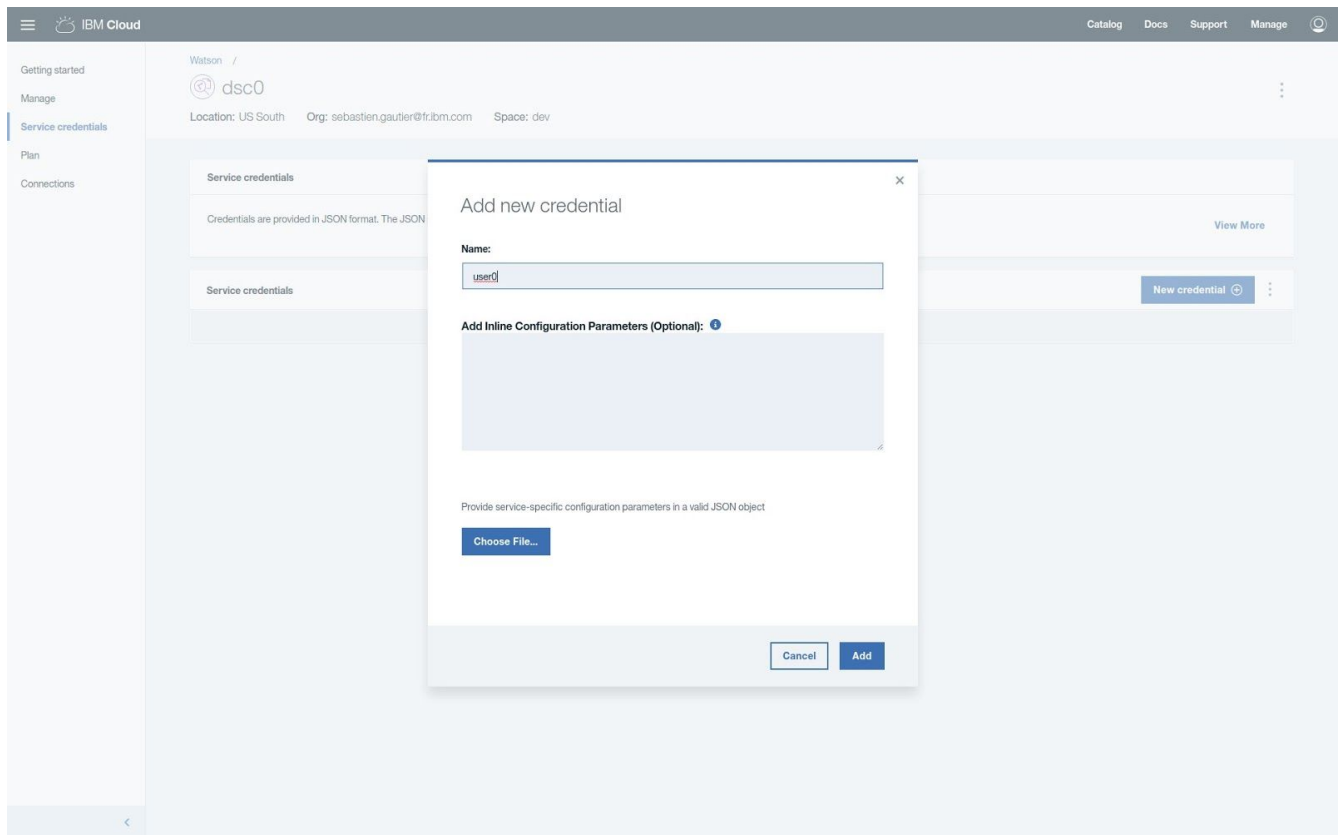 IBM Cloud Catalog Docs Support Manage
Getting started
Manage
Service credentials
Plan
Connections
Watson /
dsc0
Location: US South Org: sebastien.gautier@fr.ibm.com Space: dev
Service credentials
Credentials are provided in JSON format. The JSON
View More
Service credentials
New credential
Add new credential
Name:
user0
Add Inline Configuration Parameters (Optional):
Provide service-specific configuration parameters in a valid JSON object
Choose File...
Cancel Add